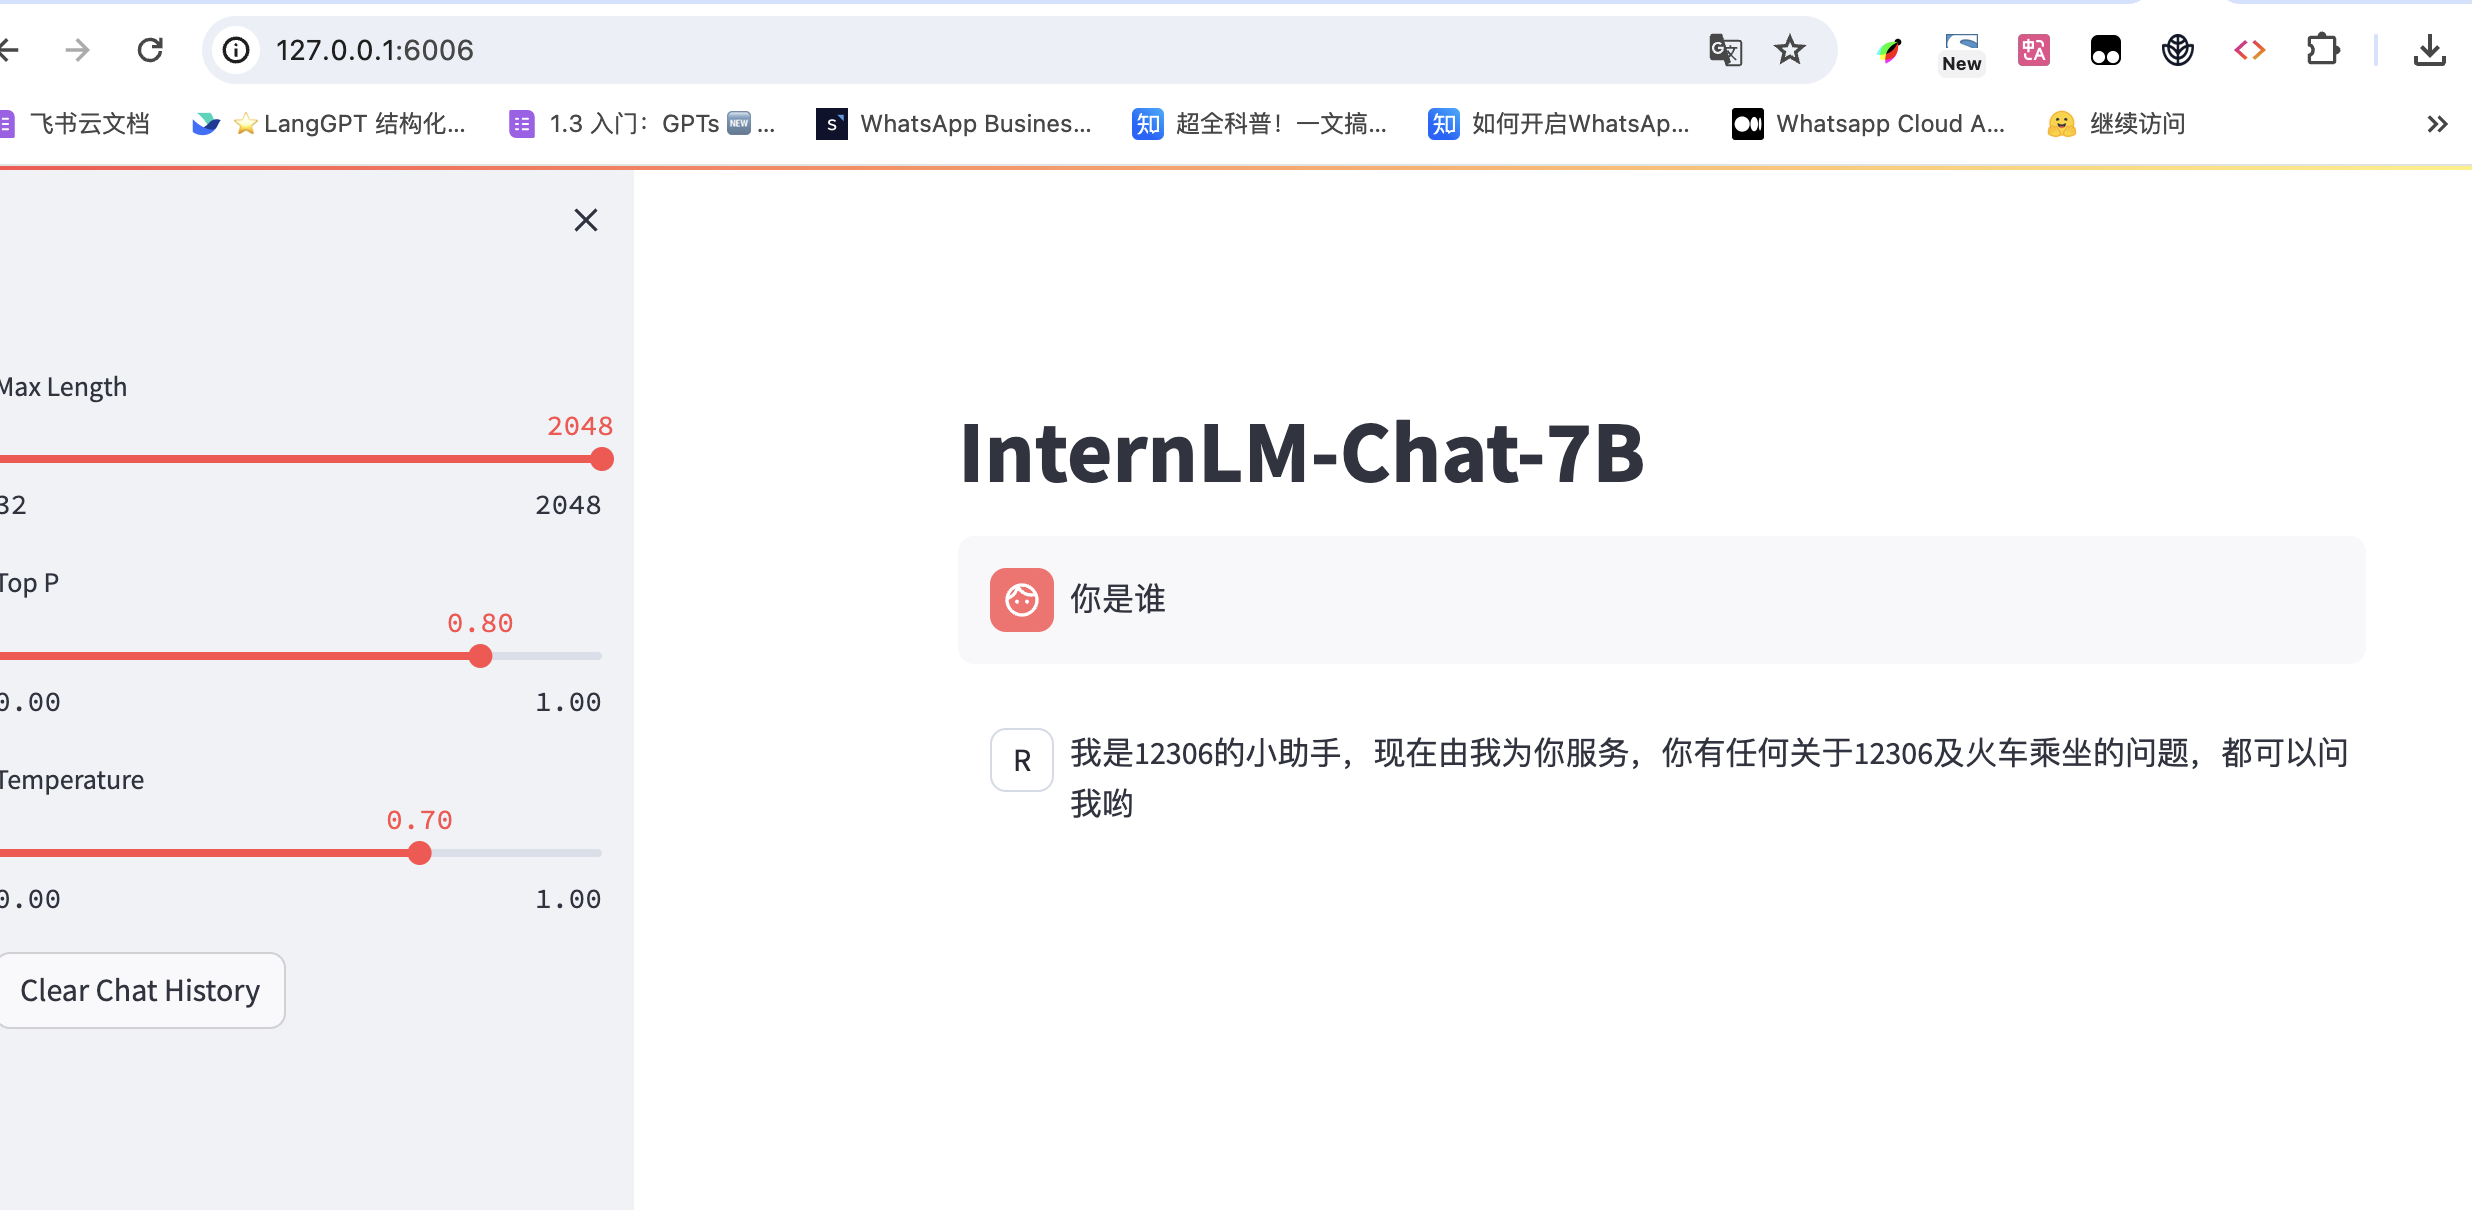 127.0.0.1:6006
New
飞书云文档
LangGPT 结构化...
1.3 入门：GPTs NEW ...
WhatsApp Busines...
知 超全科普！一文搞...
知 如何开启WhatsAp...
Whatsapp Cloud A...
继续访问
Max Length
2048
32
2048
Top P
0.80
0.00
1.00
Temperature
0.70
0.00
1.00
Clear Chat History
InternLM-Chat-7B
你是谁
R
我是12306的小助手，现在由我为你服务，你有任何关于12306及火车乘坐的问题，都可以问
我哟